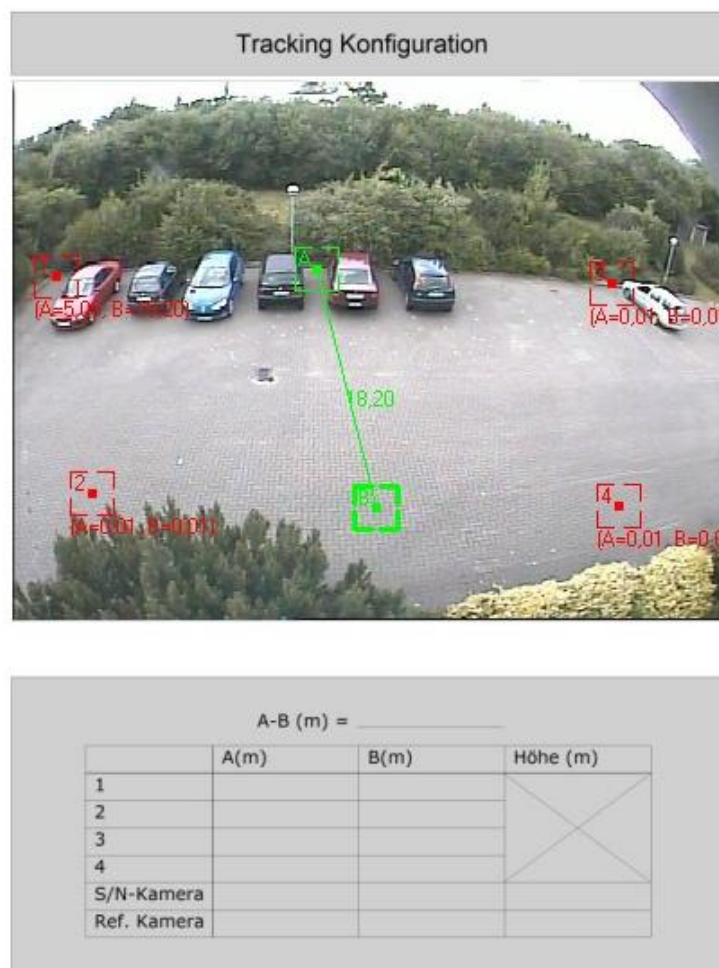 Tracking Konfiguration
A
18,20
2
4
B
(A=0,01, B=0,01)
A-B (m) =
A(m) B(m) Höhe (m)
1
2
3
4
S/N-Kamera
Ref. Kamera